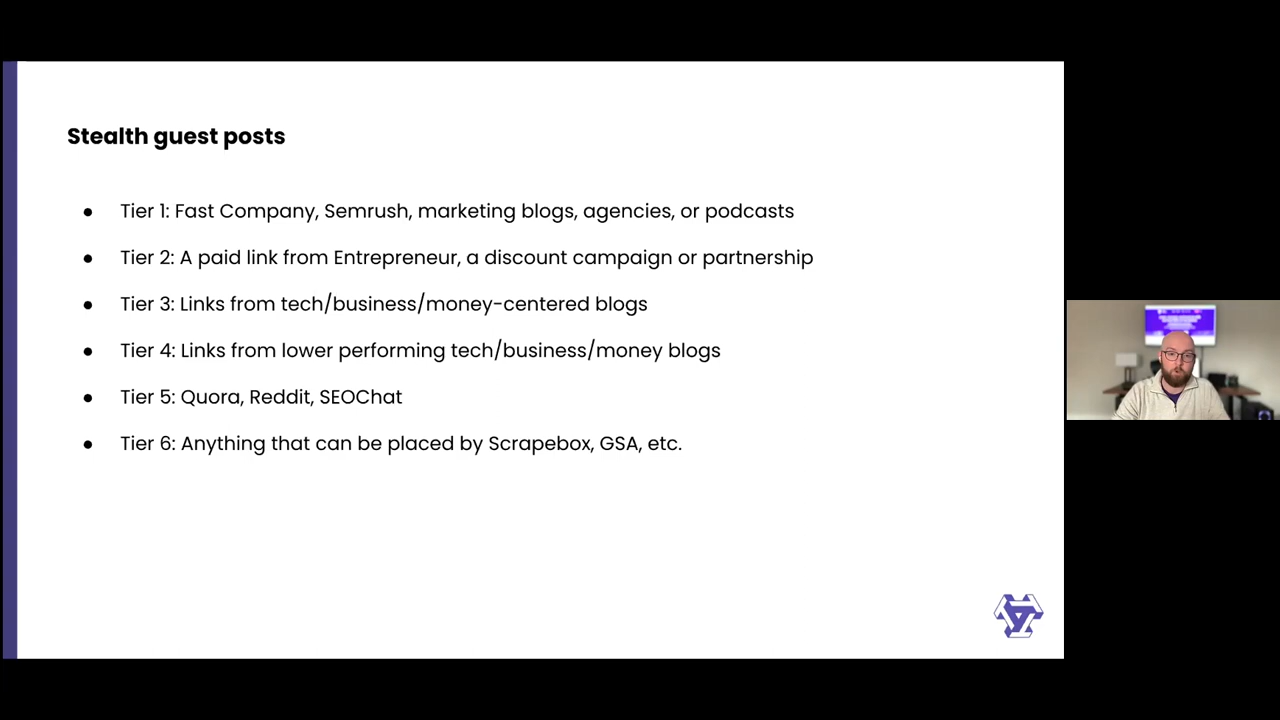 Stealth guest posts
● Tier 1: Fast Company, Semrush, marketing blogs, agencies, or podcasts
● Tier 2: A paid link from Entrepreneur, a discount campaign or partnership
● Tier 3: Links from tech/business/money-centered blogs
● Tier 4: Links from lower performing tech/business/money blogs
● Tier 5: Quora, Reddit, SEOChat
● Tier 6: Anything that can be placed by Scrapebox, GSA, etc.